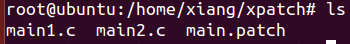 root@ubuntu:/home/xiang/xpatch# ls
main1.c  main2.c  main.patch